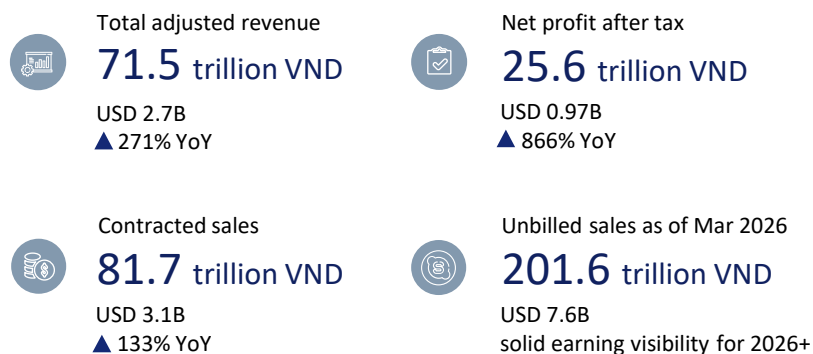 Total adjusted revenue
71.5 trillion VND
USD 2.7B
▲ 271% YoY
Net profit after tax
25.6 trillion VND
USD 0.97B
▲ 866% YoY
Contracted sales
81.7 trillion VND
USD 3.1B
▲ 133% YoY
Unbilled sales as of Mar 2026
201.6 trillion VND
USD 7.6B
solid earning visibility for 2026+